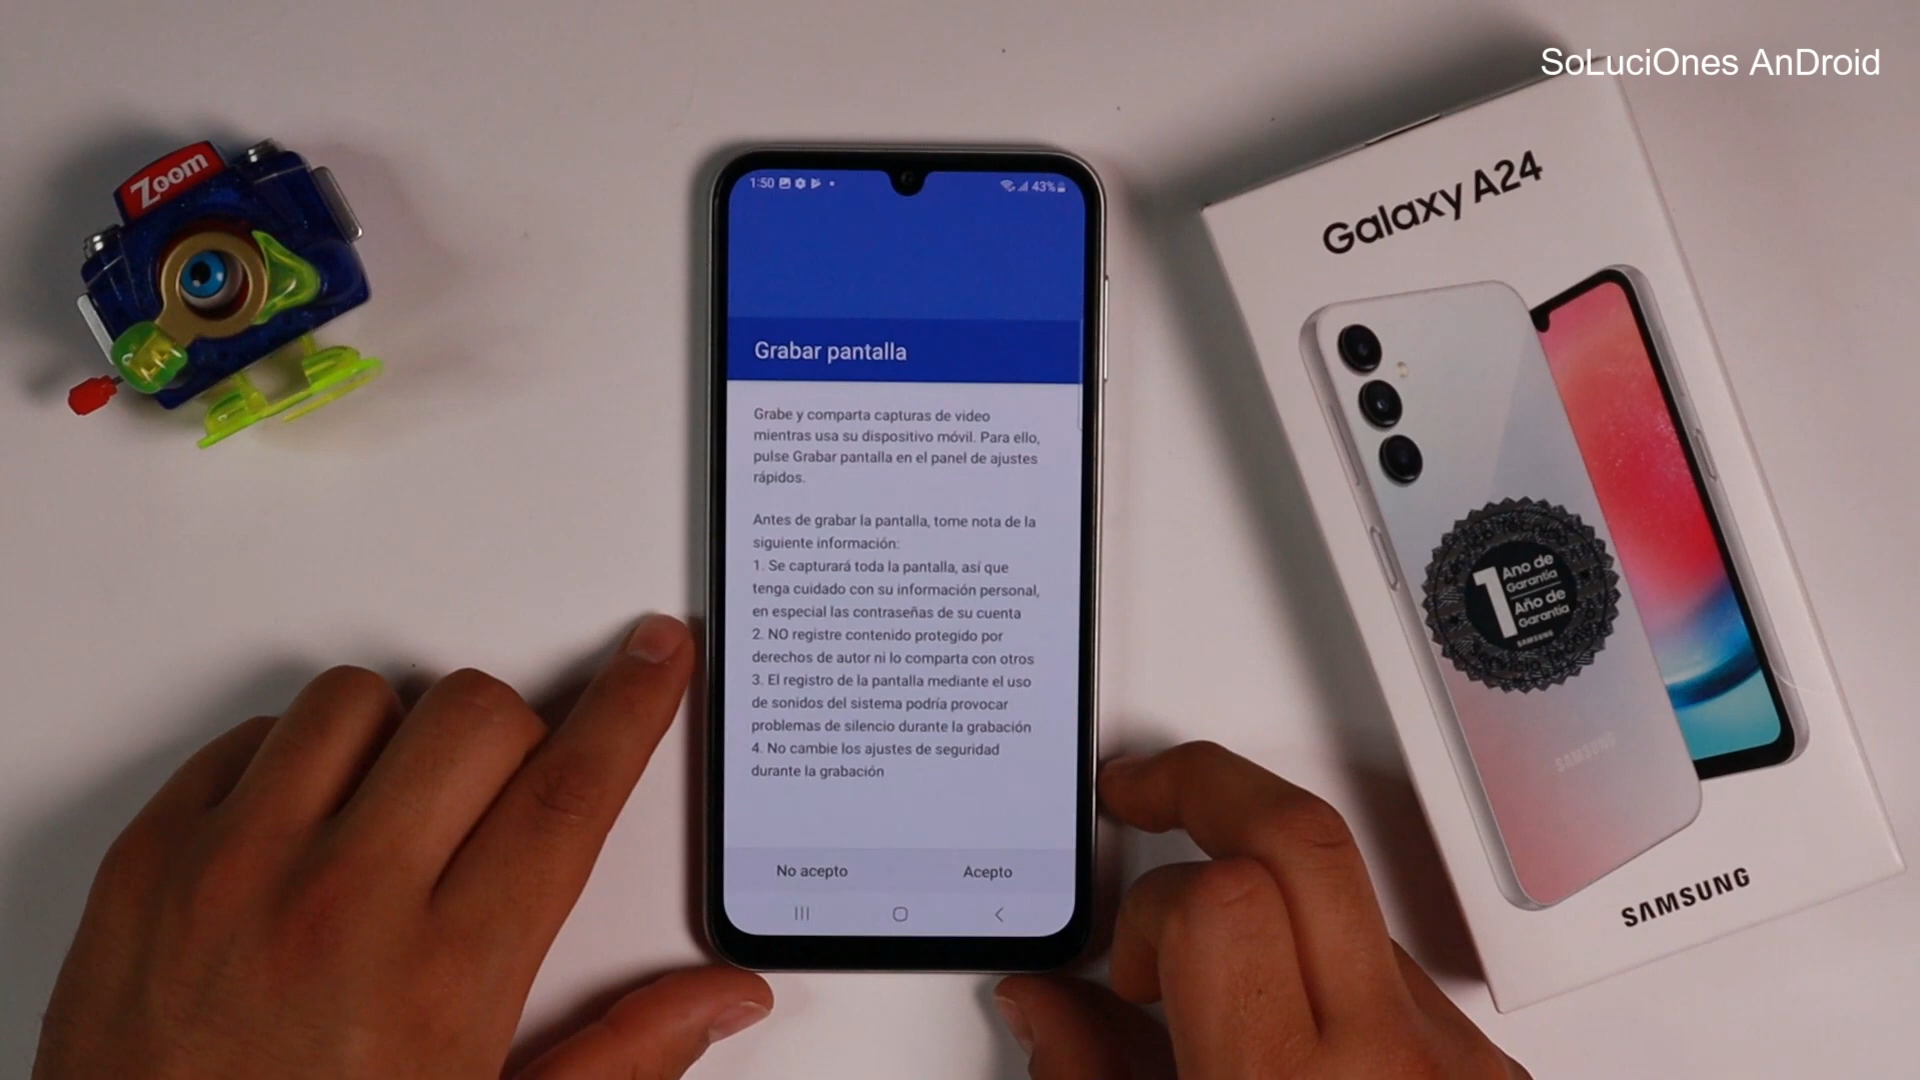 SoLuciOnes AnDroid
Zoom
1:50
43%
Grabar pantalla
Grabe y comparta capturas de video
mientras usa su dispositivo móvil. Para ello,
pulse Grabar pantalla en el panel de ajustes
rápidos.
Antes de grabar la pantalla, tome nota de la
siguiente información:
1. Se capturará toda la pantalla, así que
tenga cuidado con su información personal,
en especial las contraseñas de su cuenta
2. NO registre contenido protegido por
derechos de autor ni lo comparta con otros
3. El registro de la pantalla mediante el uso
de sonidos del sistema podría provocar
problemas de silencio durante la grabación
4. No cambie los ajustes de seguridad
durante la grabación
No acepto
Acepto
Galaxy A24
1
Ano de
Garantia
Año de
Garantía
SAMSUNG
SAMSUNG
SAMSUNG